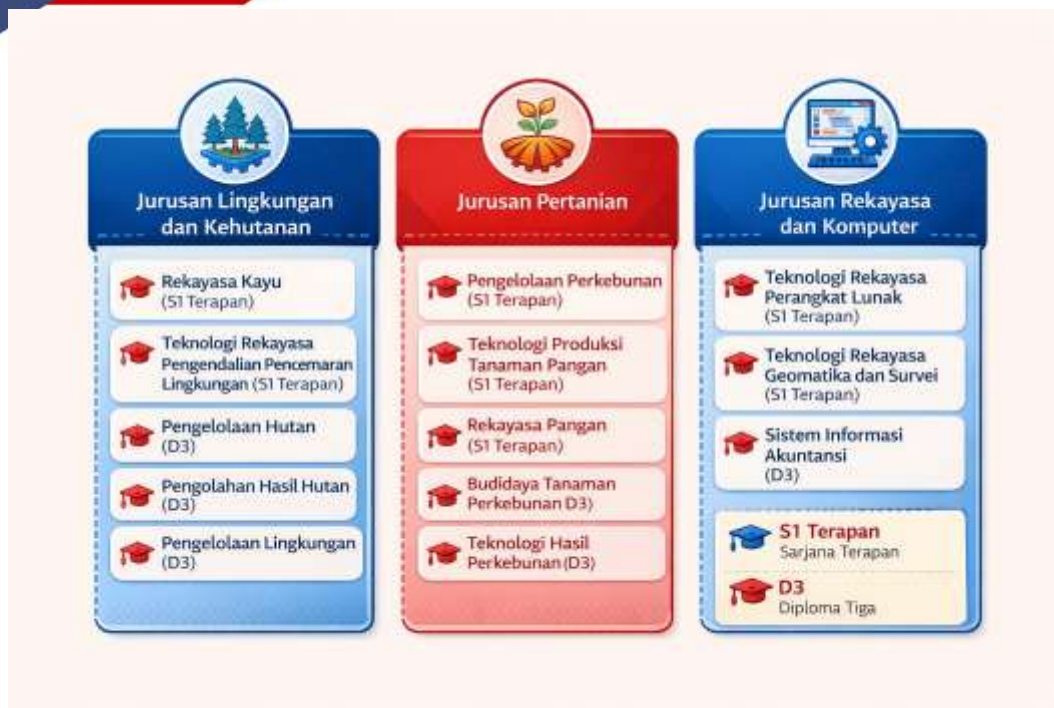 Jurusan Lingkungan
dan Kehutanan
Rekayasa Kayu
(S1 Terapan)
Teknologi Rekayasa
Pengendalian Pencemaran
Lingkungan (S1 Terapan)
Pengelolaan Hutan
(D3)
Pengolahan Hasil Hutan
(D3)
Pengelolaan Lingkungan
(D3)
Jurusan Pertanian
Pengelolaan Perkebunan
(S1 Terapan)
Teknologi Produksi
Tanaman Pangan
(S1 Terapan)
Rekayasa Pangan
(S1 Terapan)
Budidaya Tanaman
Perkebunan D3)
Teknologi Hasil
Perkebunan (D3)
Jurusan Rekayasa
dan Komputer
Teknologi Rekayasa
Perangkat Lunak
(S1 Terapan)
Teknologi Rekayasa
Geomatika dan Survei
(S1 Terapan)
Sistem Informasi
Akuntansi
(D3)
S1 Terapan
Sarjana Terapan
D3
Diploma Tiga